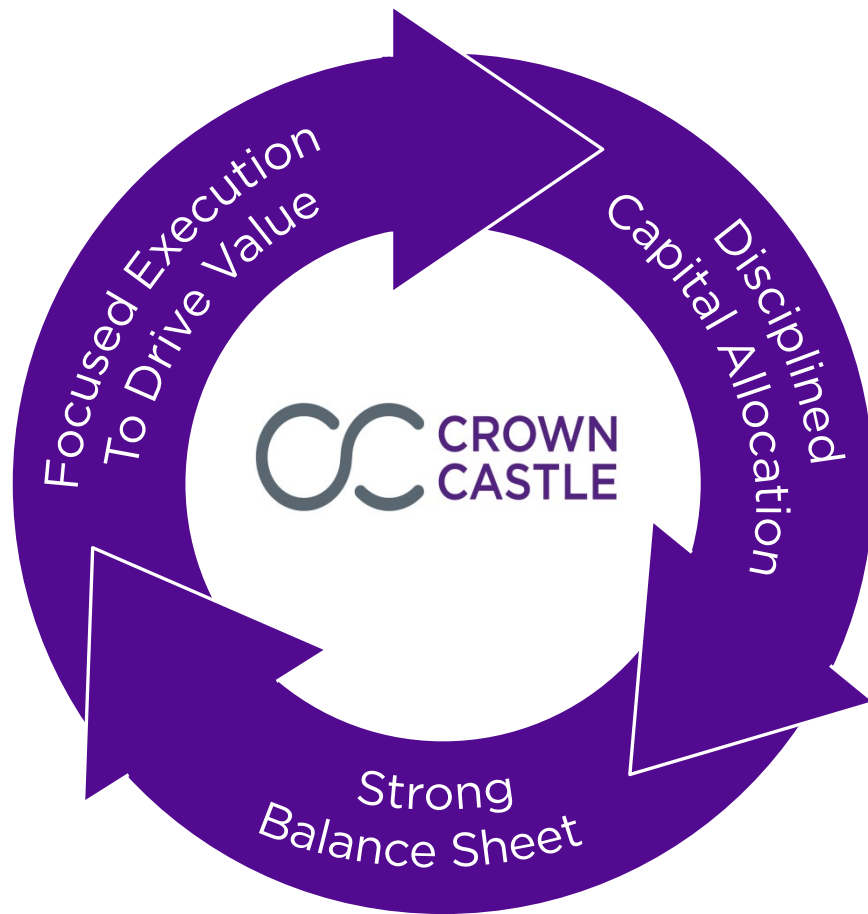 Focused Execution
To Drive Value
Disciplined
Capital Allocation
CROWN
CASTLE
Strong
Balance Sheet